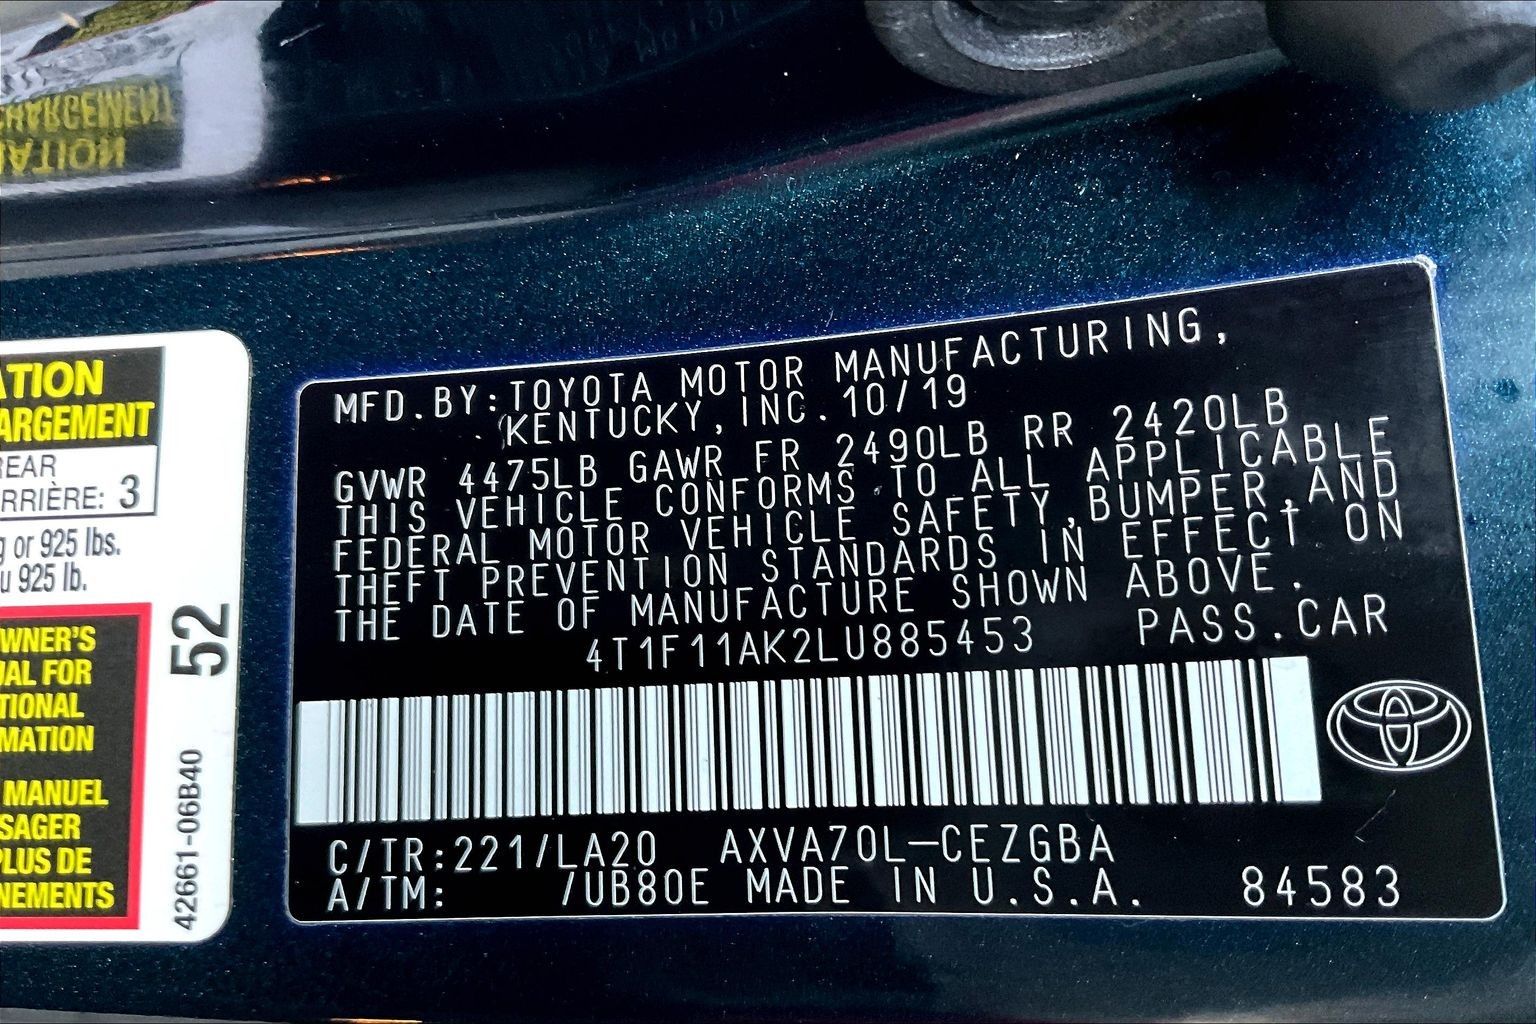 ATION
ARGEMENT
REAR
RRIÈRE: 3
g or 925 lbs.
u 925 lb.
WNER'S
UAL FOR
TIONAL
MATION
MANUEL
SAGER
PLUS DE
NEMENTS
52
42661-06B40
MFD.BY:TOYOTA MOTOR MANUFACTURING,
KENTUCKY,INC.10/19
GVWR 4475LB GAWR FR 2490LB RR 2420LB
THIS VEHICLE CONFORMS TO ALL APPLICABLE
FEDERAL MOTOR VEHICLE SAFETY,BUMPER,AND
THEFT PREVENTION STANDARDS IN EFFECT ON
THE DATE OF MANUFACTURE SHOWN ABOVE.
4T1F11AK2LU885453 PASS.CAR
C/TR:221/LA20 AXVA70L-CEZGBA
A/TM: /UB80E MADE IN U.S.A. 84583